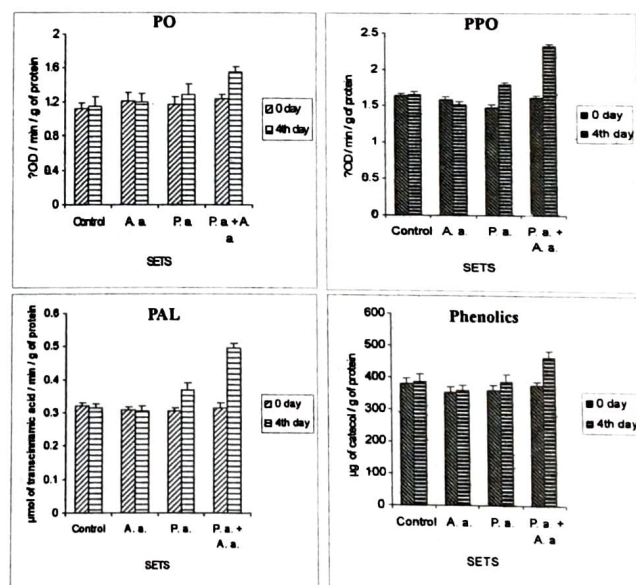 PO
?OD / min / g of protein
1.6
1.2
0.8
0.4
0
Control
A. a.
P. a
P. a + A.
a
SETS
0 day
4th day
PPO
?OD / min / g of protein
2.5
2
1.5
1
0.5
0
Control
A. a
P. a.
P. a. +
A. a.
SETS
0 day
4th day
PAL
µmol of transcinnamic acid / min / g of protein
0.6
0.5
0.4
0.3
0.2
0.1
0
Control
A. a.
P. a.
P. a. +
A. a.
SETS
0 day
4th day
Phenolics
µg of catecol / g of protein
600
500
400
300
200
100
0
Control
A. a.
P. a.
P. a +
A. a
SETS
0 day
4th day